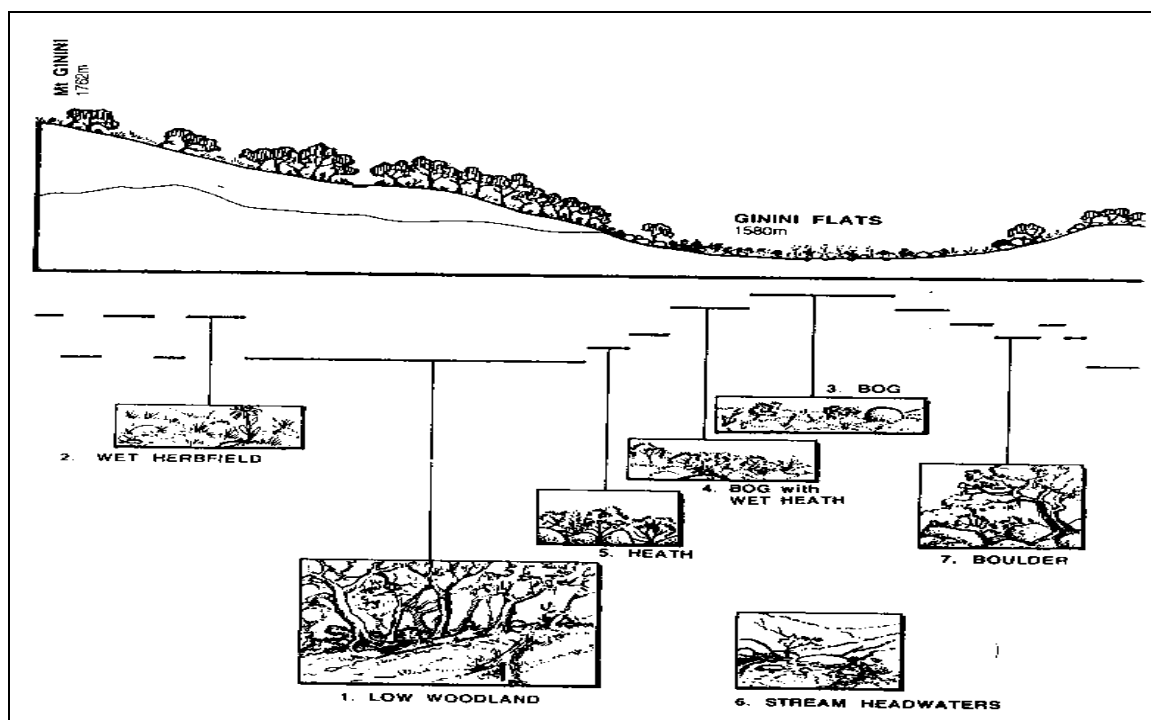 Mt GININI
1762m
GININI FLATS
1580m
3. BOG
2. WET HERBFIELD
4. BOG with
WET HEATH
5. HEATH
7. BOULDER
1. LOW WOODLAND
6. STREAM HEADWATERS